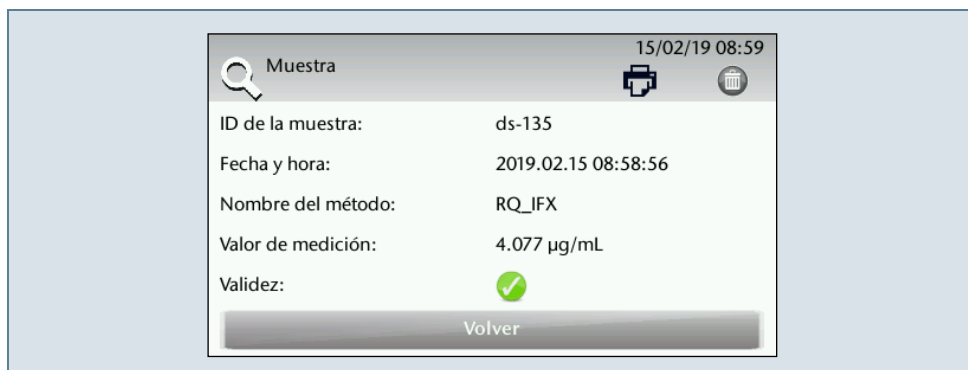 15/02/19 08:59
Muestra
ID de la muestra: ds-135
Fecha y hora: 2019.02.15 08:58:56
Nombre del método: RQ_IFX
Valor de medición: 4.077 µg/mL
Validez:
Volver